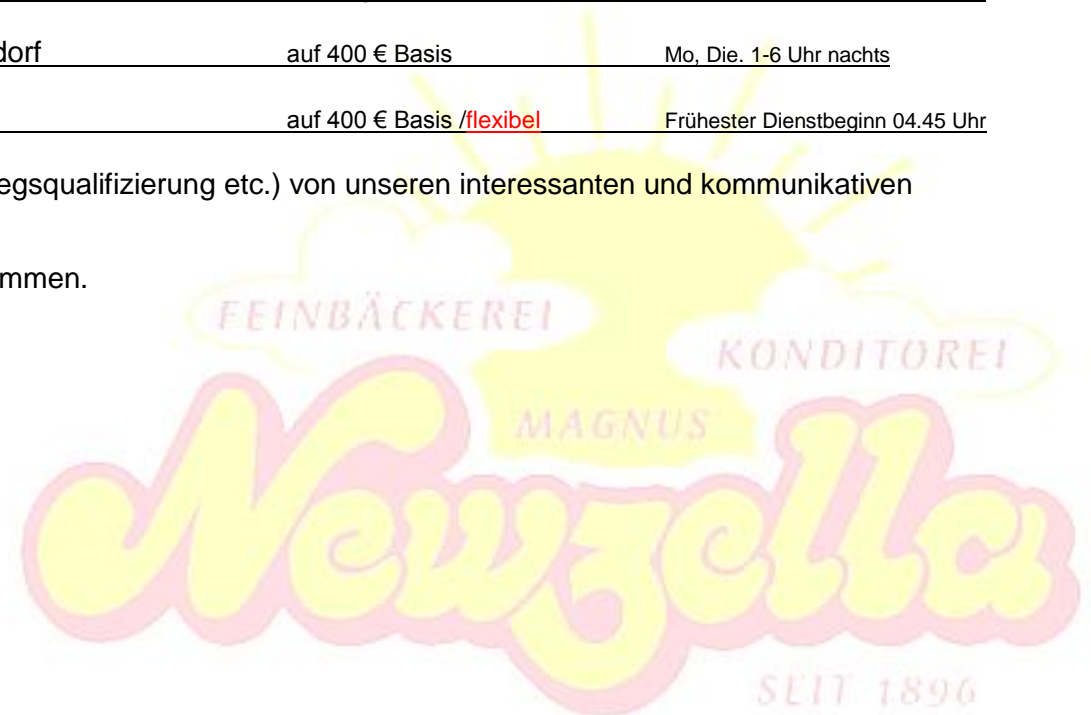 dorf auf 400 € Basis Mo, Die. 1-6 Uhr nachts
auf 400 € Basis /flexibel Frühester Dienstbeginn 04.45 Uhr
egsqualifizierung etc.) von unseren interessanten und kommunikativen
mmen.
FEINBÄCKEREI
KONDITOREI
MAGNUS
Newzella
SEIT 1896